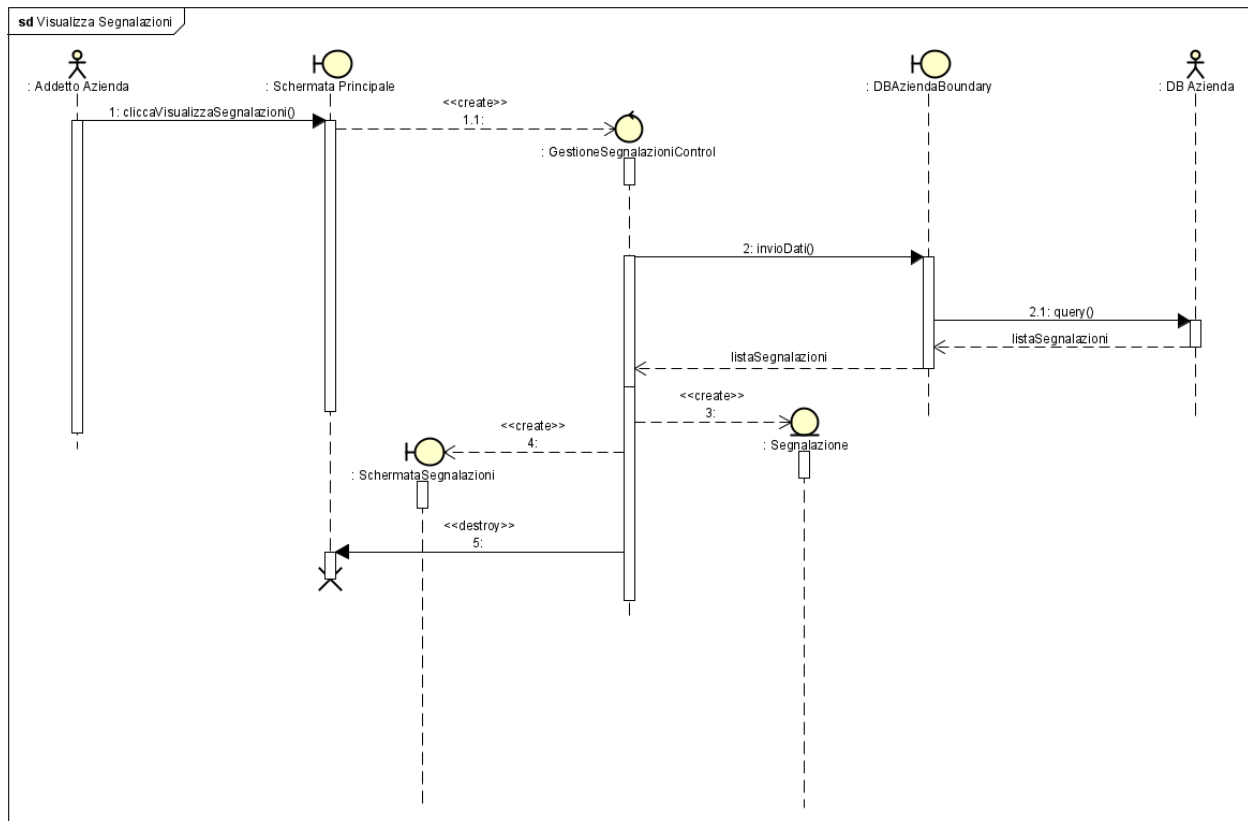 sd Visualizza Segnalazioni
: Addetto Azienda
: Schermata Principale
: DBAziendaBoundary
: DB Azienda
1: cliccaVisualizzaSegnalazioni()
<<create>>
1.1:
: GestioneSegnalazioniControl
2: invioDati()
2.1: query()
listaSegnalazioni
listaSegnalazioni
<<create>>
3:
: Segnalazione
<<create>>
4:
: SchermataSegnalazioni
<<destroy>>
5: